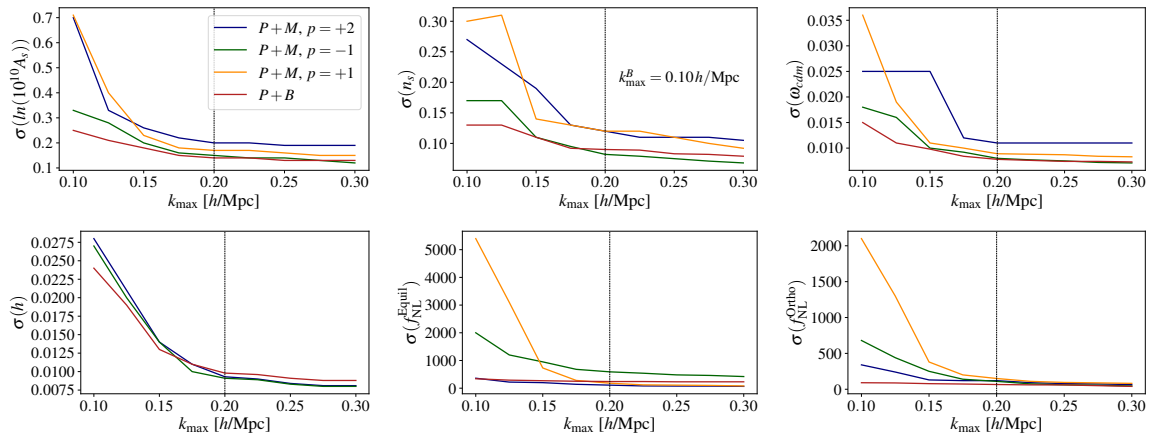 σ(ln(10^{10}A_s))
0.7
0.6
0.5
0.4
0.3
0.2
0.1
P + M, p = +2
P + M, p = −1
P + M, p = +1
P + B
0.10 0.15 0.20 0.25 0.30
k_max [h/Mpc]
σ(n_s)
0.30
0.25
0.20
0.15
0.10
k^B_max = 0.10 h/Mpc
0.10 0.15 0.20 0.25 0.30
k_max [h/Mpc]
σ(ω_cdm)
0.035
0.030
0.025
0.020
0.015
0.010
0.10 0.15 0.20 0.25 0.30
k_max [h/Mpc]
σ(h)
0.0275
0.0250
0.0225
0.0200
0.0175
0.0150
0.0125
0.0100
0.0075
0.10 0.15 0.20 0.25 0.30
k_max [h/Mpc]
σ(f_NL^Equil)
5000
4000
3000
2000
1000
0
0.10 0.15 0.20 0.25 0.30
k_max [h/Mpc]
σ(f_NL^Ortho)
2000
1500
1000
500
0
0.10 0.15 0.20 0.25 0.30
k_max [h/Mpc]